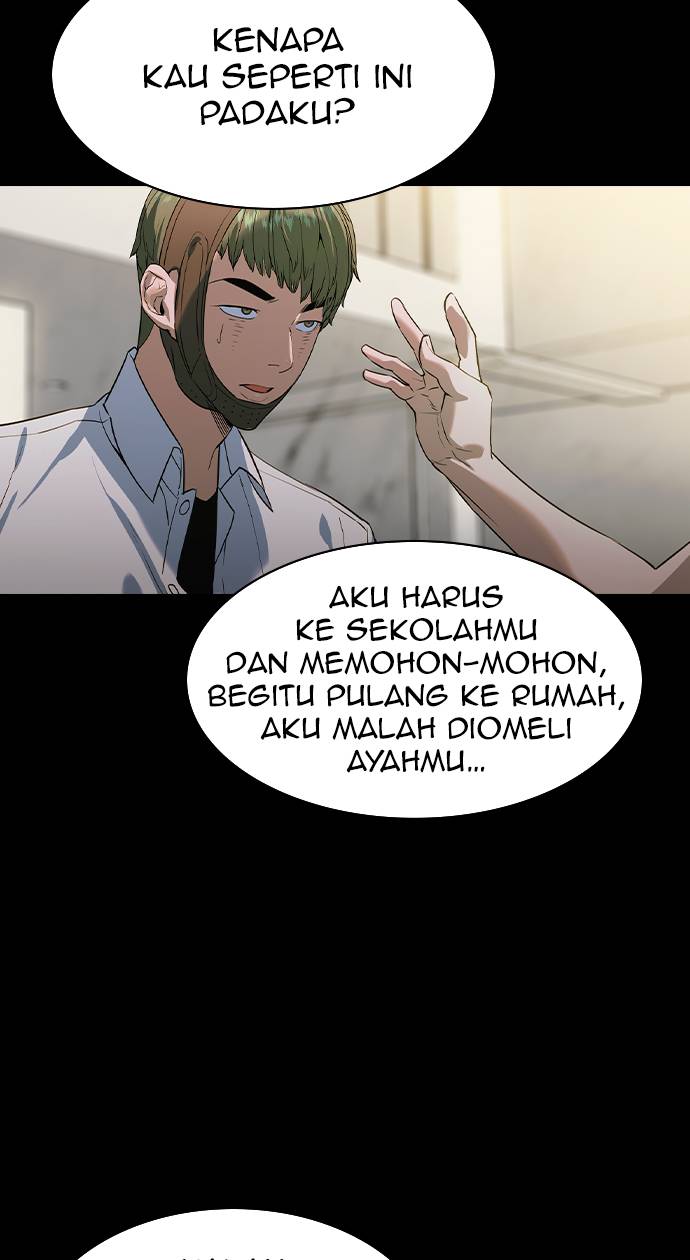 KENAPA
KAU SEPERTI INI
PADAKU?
AKU HARUS
KE SEKOLAHMU
DAN MEMOHON-MOHON,
BEGITU PULANG KE RUMAH,
AKU MALAH DIOMELI
AYAHMU...